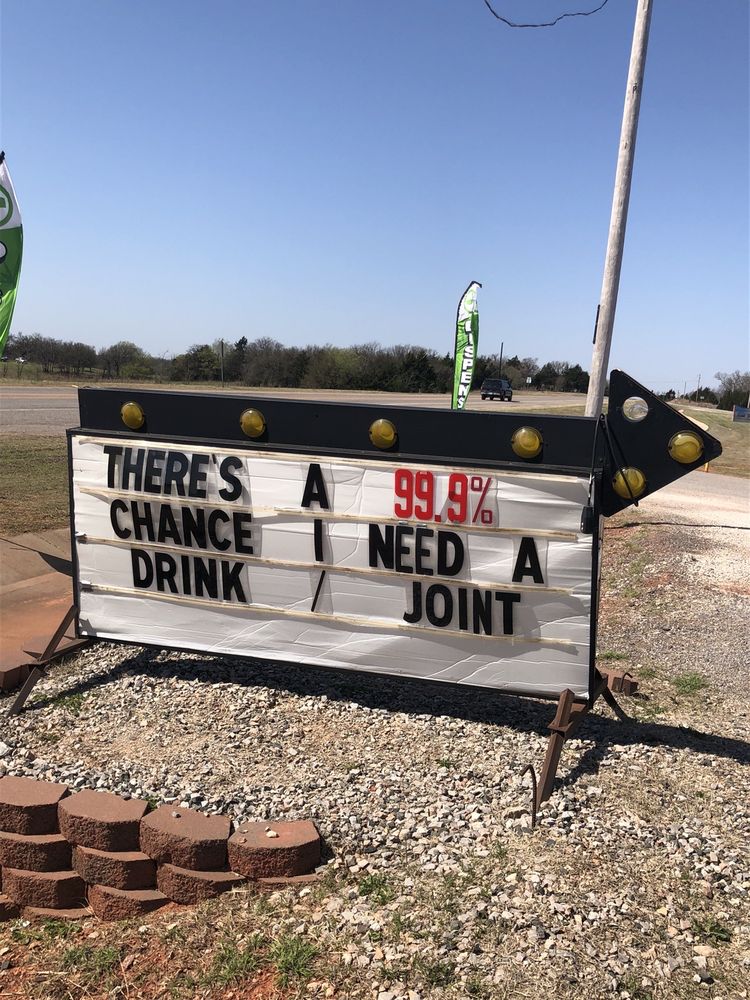 THERE'S A 99.9%
CHANCE I NEED A
DRINK / JOINT